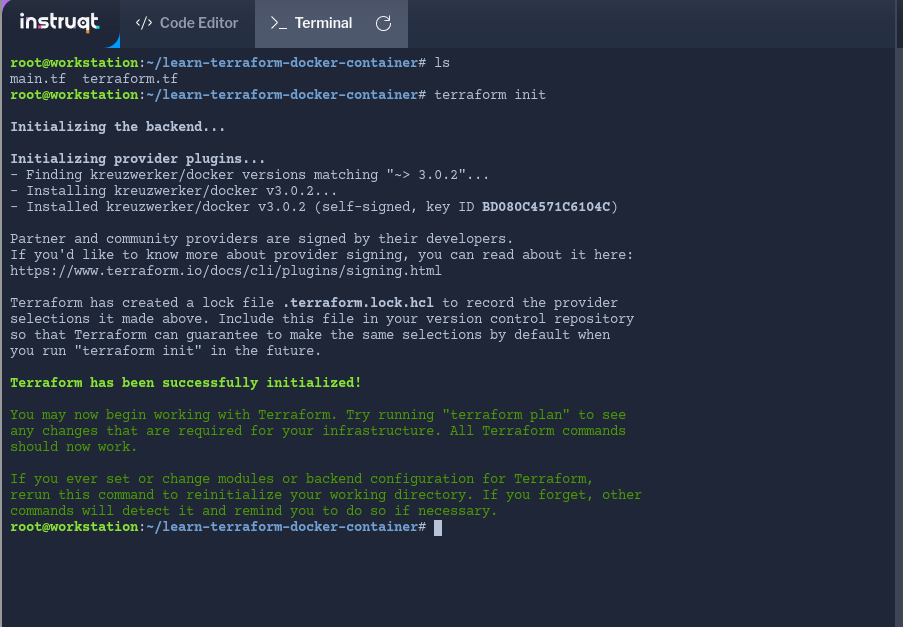 instruqt
</> Code Editor
>_ Terminal
root@workstation:~/learn-terraform-docker-container# ls
main.tf  terraform.tf
root@workstation:~/learn-terraform-docker-container# terraform init
Initializing the backend...
Initializing provider plugins...
- Finding kreuzwerker/docker versions matching "~> 3.0.2"...
- Installing kreuzwerker/docker v3.0.2...
- Installed kreuzwerker/docker v3.0.2 (self-signed, key ID BD080C4571C6104C)
Partner and community providers are signed by their developers.
If you'd like to know more about provider signing, you can read about it here:
https://www.terraform.io/docs/cli/plugins/signing.html
Terraform has created a lock file .terraform.lock.hcl to record the provider
selections it made above. Include this file in your version control repository
so that Terraform can guarantee to make the same selections by default when
you run "terraform init" in the future.
Terraform has been successfully initialized!
You may now begin working with Terraform. Try running "terraform plan" to see
any changes that are required for your infrastructure. All Terraform commands
should now work.
If you ever set or change modules or backend configuration for Terraform,
rerun this command to reinitialize your working directory. If you forget, other
commands will detect it and remind you to do so if necessary.
root@workstation:~/learn-terraform-docker-container#